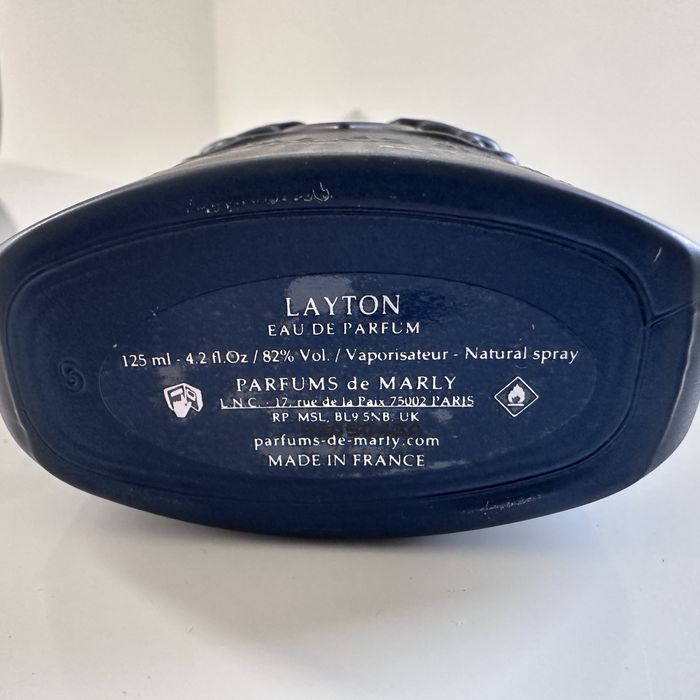 LAYTON
EAU DE PARFUM
125 ml - 4.2 fl.Oz / 82% Vol. / Vaporisateur - Natural spray
PARFUMS de MARLY
L.N.C. - 17, rue de la Paix 75002 PARIS
RP MSL, BL9 5NB UK
parfums-de-marly.com
MADE IN FRANCE